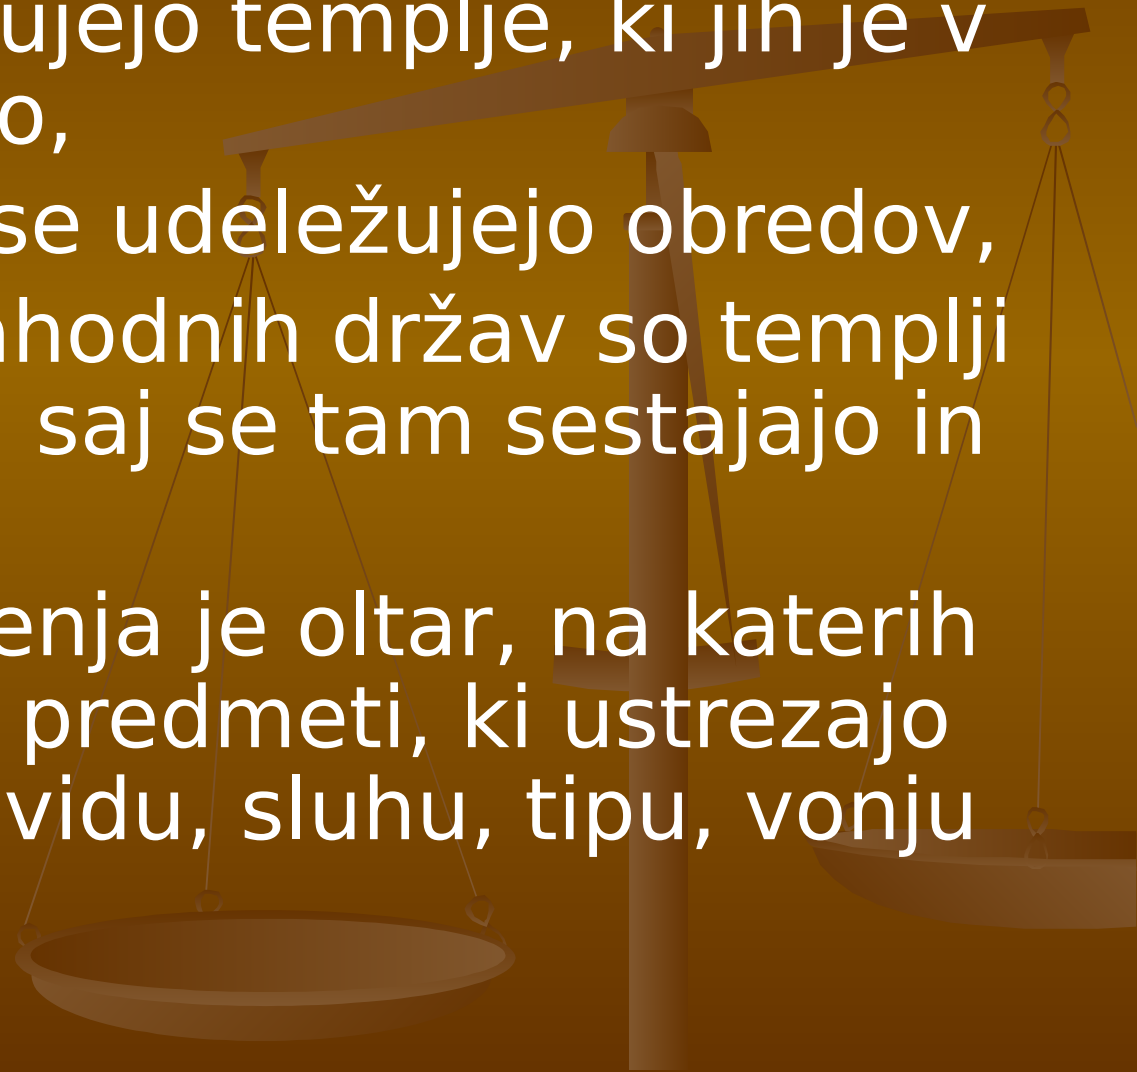 ujejo templje, ki jih je v
o,
se udeležujejo obredov,
ahodnih držav so templji
saj se tam sestajajo in
enja je oltar, na katerih
predmeti, ki ustrezajo
vidu, sluhu, tipu, vonju